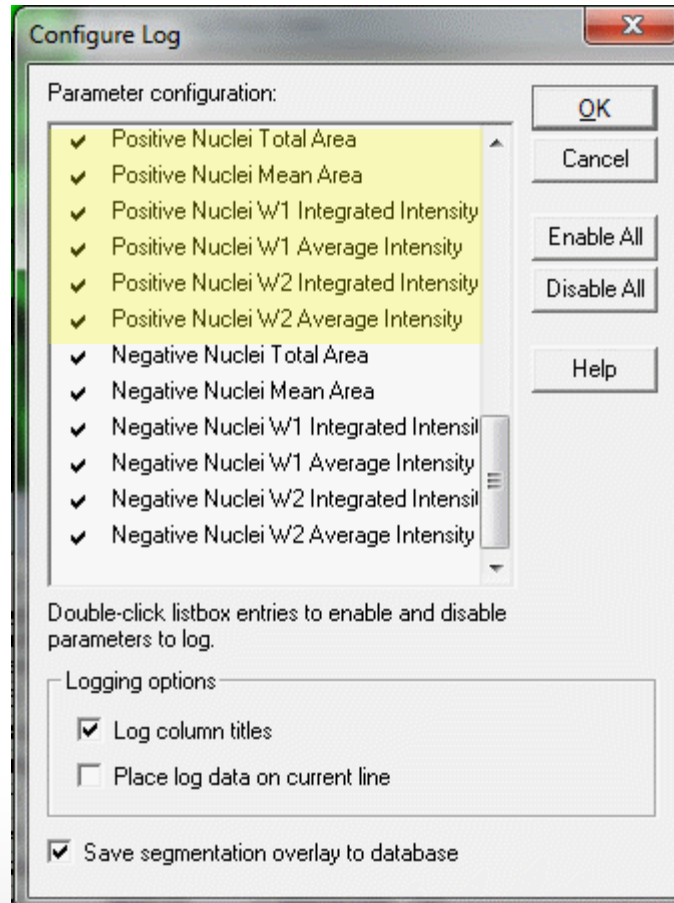 Configure Log
Parameter configuration:
Positive Nuclei Total Area
Positive Nuclei Mean Area
Positive Nuclei W1 Integrated Intensity
Positive Nuclei W1 Average Intensity
Positive Nuclei W2 Integrated Intensity
Positive Nuclei W2 Average Intensity
Negative Nuclei Total Area
Negative Nuclei Mean Area
Negative Nuclei W1 Integrated Intensit
Negative Nuclei W1 Average Intensity
Negative Nuclei W2 Integrated Intensit
Negative Nuclei W2 Average Intensity
OK
Cancel
Enable All
Disable All
Help
Double-click listbox entries to enable and disable
parameters to log.
Logging options
Log column titles
Place log data on current line
Save segmentation overlay to database